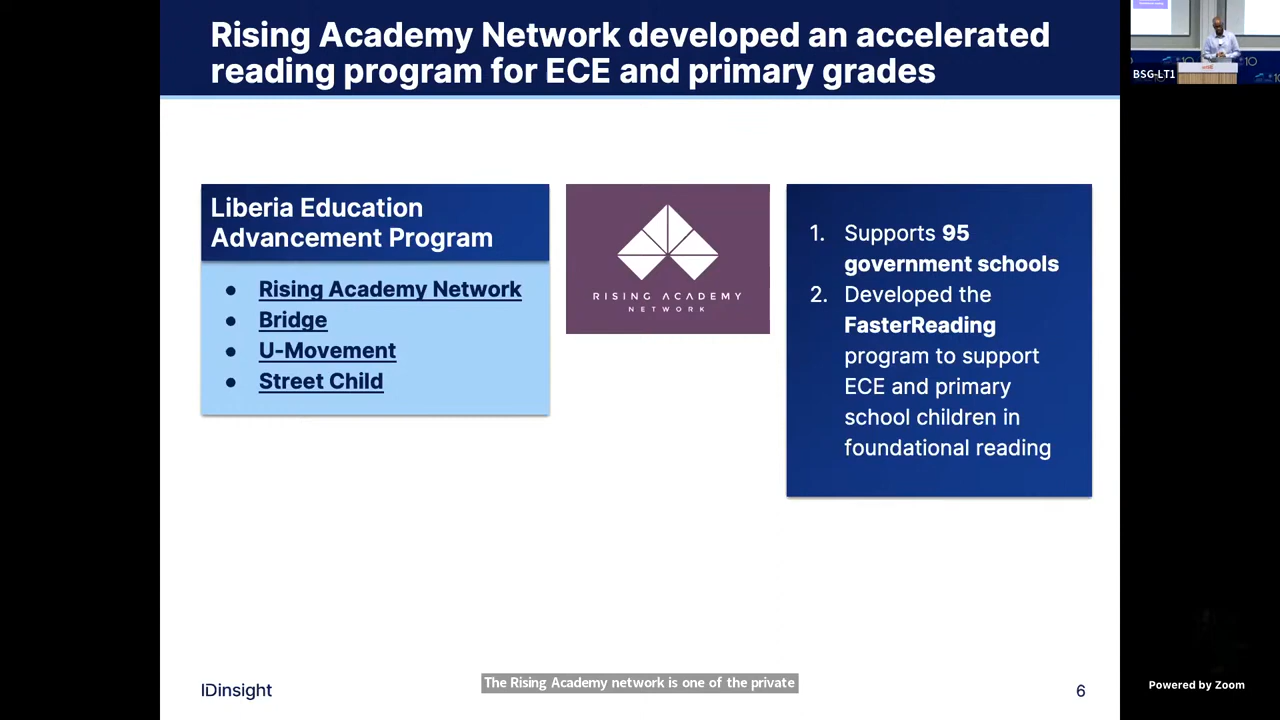 Rising Academy Network developed an accelerated
reading program for ECE and primary grades
BSG-LT1
Liberia Education
Advancement Program
● Rising Academy Network
● Bridge
● U-Movement
● Street Child
RISING ACADEMY
NETWORK
1. Supports 95
government schools
2. Developed the
FasterReading
program to support
ECE and primary
school children in
foundational reading
IDinsight
The Rising Academy network is one of the private
6
Powered by Zoom